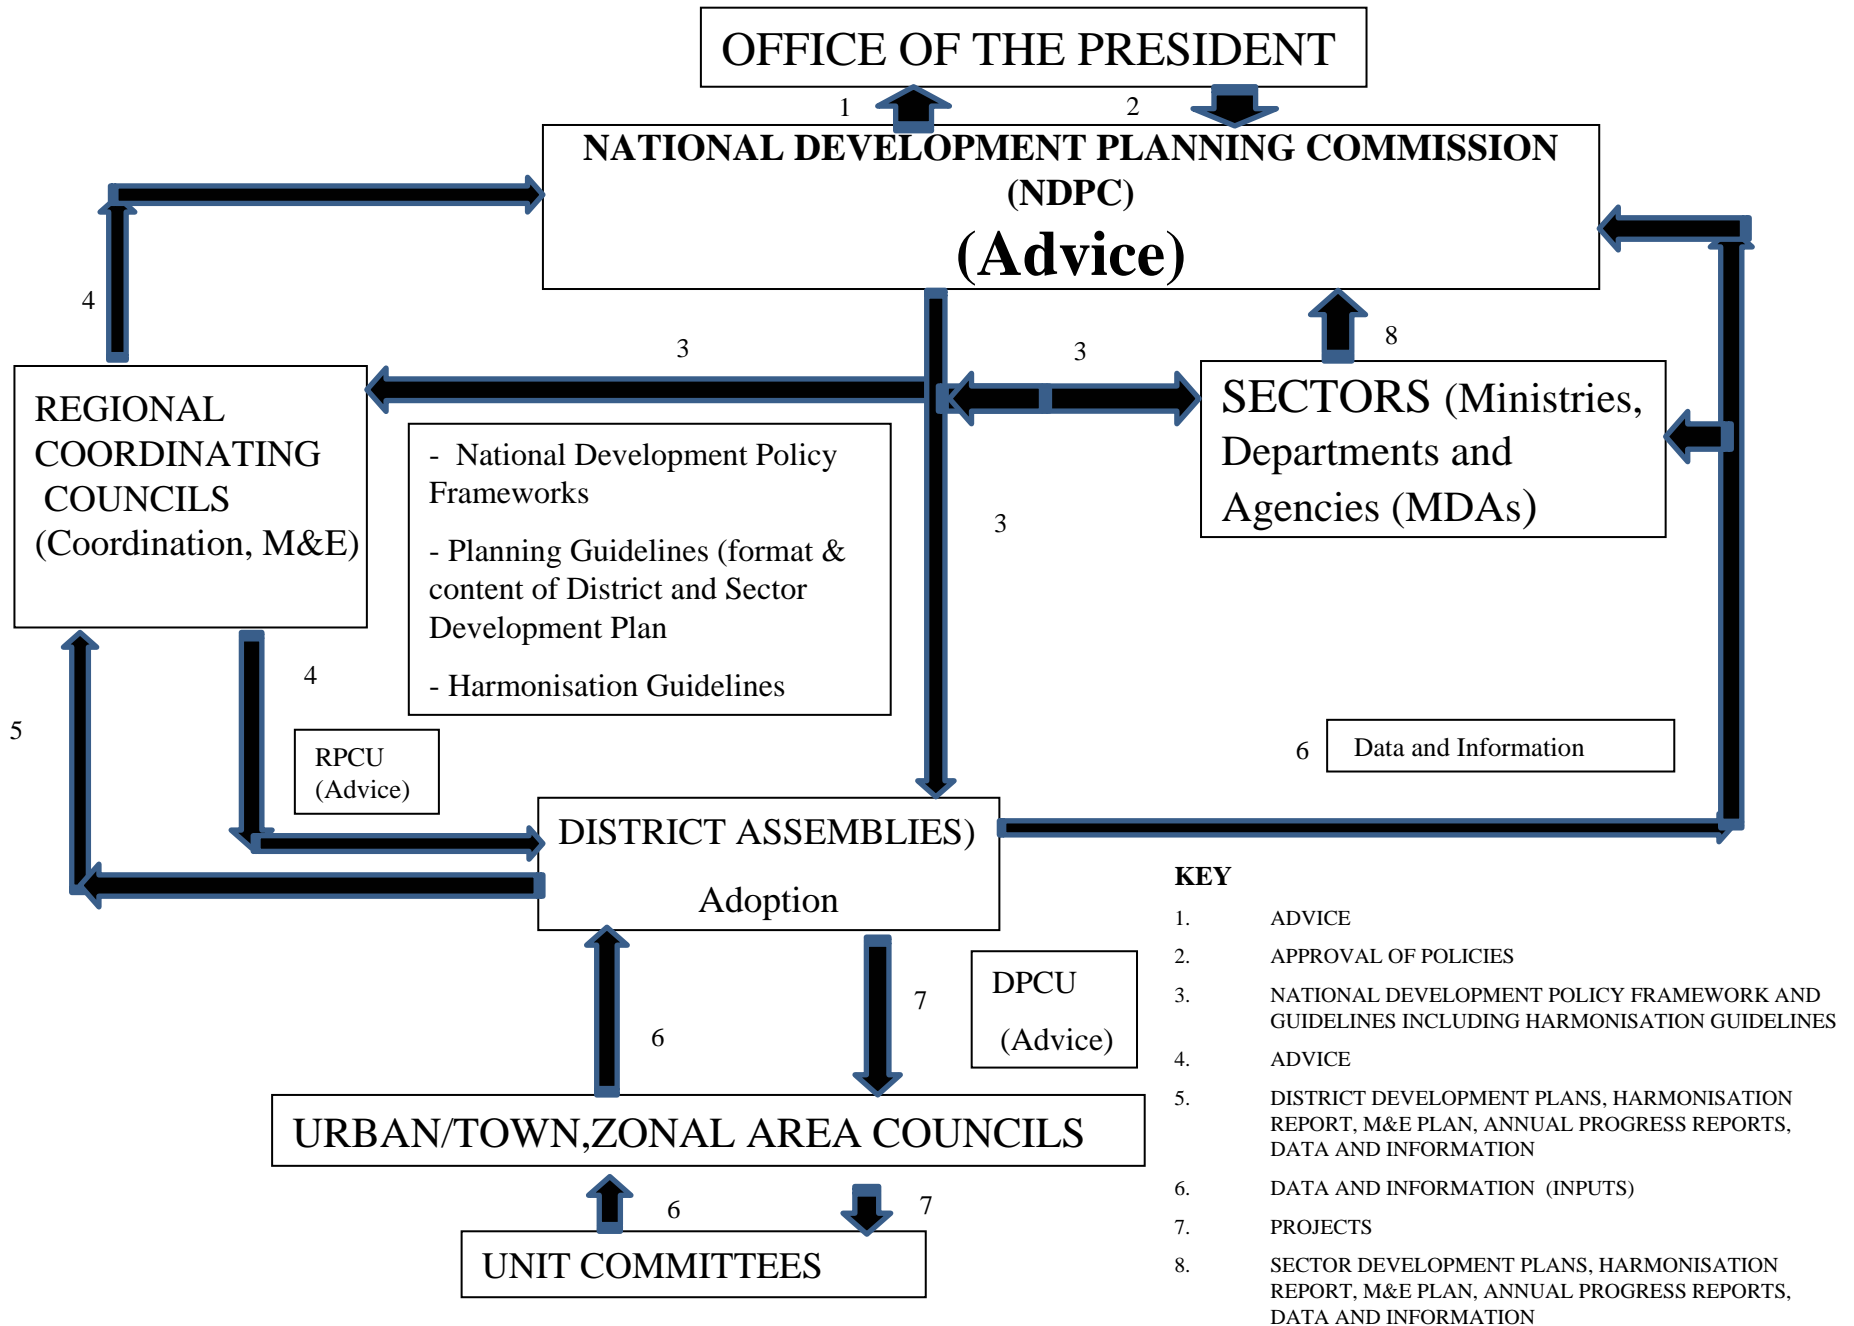 OFFICE OF THE PRESIDENT
1
2
NATIONAL DEVELOPMENT PLANNING COMMISSION
(NDPC)
(Advice)
4
3
3
8
REGIONAL
COORDINATING
COUNCILS
(Coordination, M&E)
- National Development Policy
Frameworks
- Planning Guidelines (format &
content of District and Sector
Development Plan
- Harmonisation Guidelines
3
SECTORS (Ministries,
Departments and
Agencies (MDAs)
4
5
RPCU
(Advice)
6
Data and Information
DISTRICT ASSEMBLIES)
Adoption
6
7
DPCU
(Advice)
URBAN/TOWN,ZONAL AREA COUNCILS
6
7
UNIT COMMITTEES
KEY
1. ADVICE
2. APPROVAL OF POLICIES
3. NATIONAL DEVELOPMENT POLICY FRAMEWORK AND
GUIDELINES INCLUDING HARMONISATION GUIDELINES
4. ADVICE
5. DISTRICT DEVELOPMENT PLANS, HARMONISATION
REPORT, M&E PLAN, ANNUAL PROGRESS REPORTS,
DATA AND INFORMATION
6. DATA AND INFORMATION (INPUTS)
7. PROJECTS
8. SECTOR DEVELOPMENT PLANS, HARMONISATION
REPORT, M&E PLAN, ANNUAL PROGRESS REPORTS,
DATA AND INFORMATION